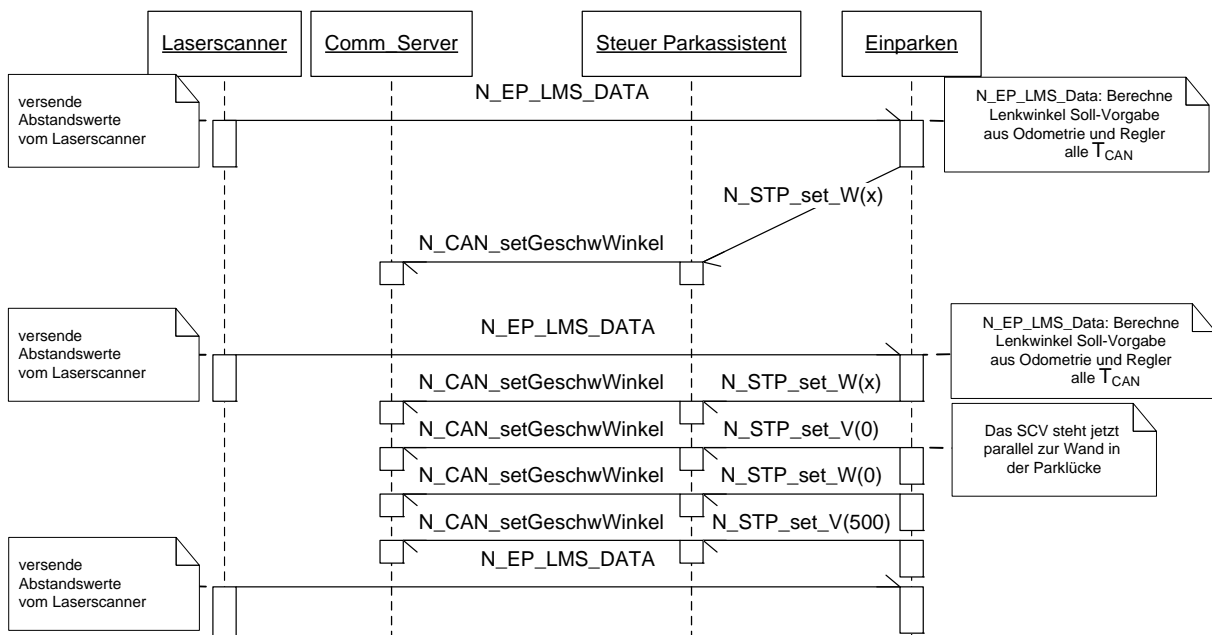 Laserscanner
Comm_Server
Steuer Parkassistent
Einparken
versende
Abstandswerte
vom Laserscanner
N_EP_LMS_DATA
N_EP_LMS_Data: Berechne
Lenkwinkel Soll-Vorgabe
aus Odometrie und Regler
alle TCAN
N_STP_set_W(x)
N_CAN_setGeschwWinkel
versende
Abstandswerte
vom Laserscanner
N_EP_LMS_DATA
N_EP_LMS_Data: Berechne
Lenkwinkel Soll-Vorgabe
aus Odometrie und Regler
alle TCAN
N_CAN_setGeschwWinkel
N_STP_set_W(x)
N_CAN_setGeschwWinkel
N_STP_set_V(0)
Das SCV steht jetzt
parallel zur Wand in
der Parklücke
N_CAN_setGeschwWinkel
N_STP_set_W(0)
N_CAN_setGeschwWinkel
N_STP_set_V(500)
versende
Abstandswerte
vom Laserscanner
N_EP_LMS_DATA